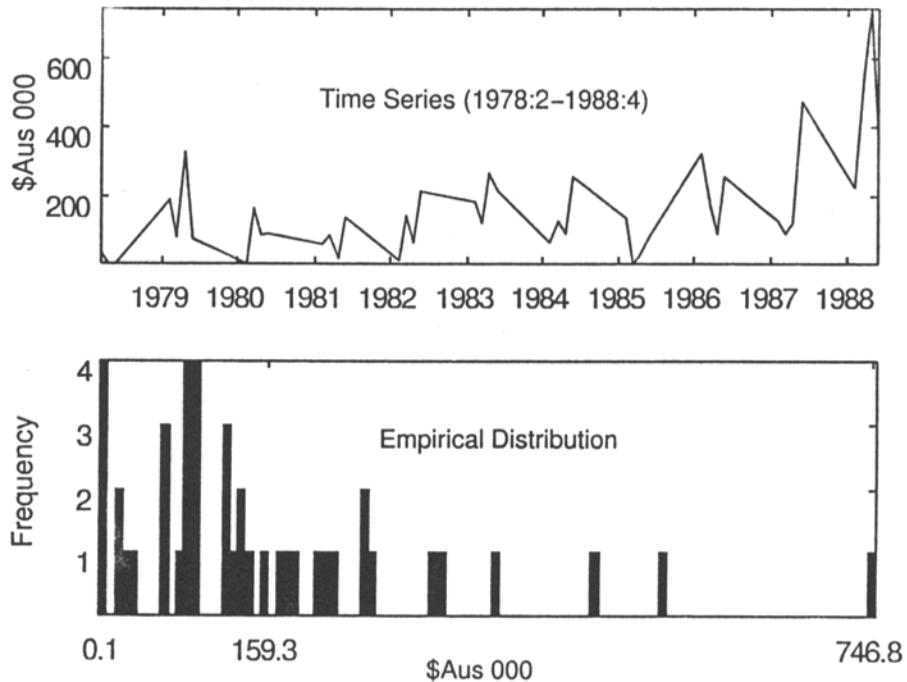 600
400
200
$Aus 000
Time Series (1978:2–1988:4)
1979 1980 1981 1982 1983 1984 1985 1986 1987 1988
4
3
2
1
Frequency
Empirical Distribution
0.1 159.3 746.8
$Aus 000